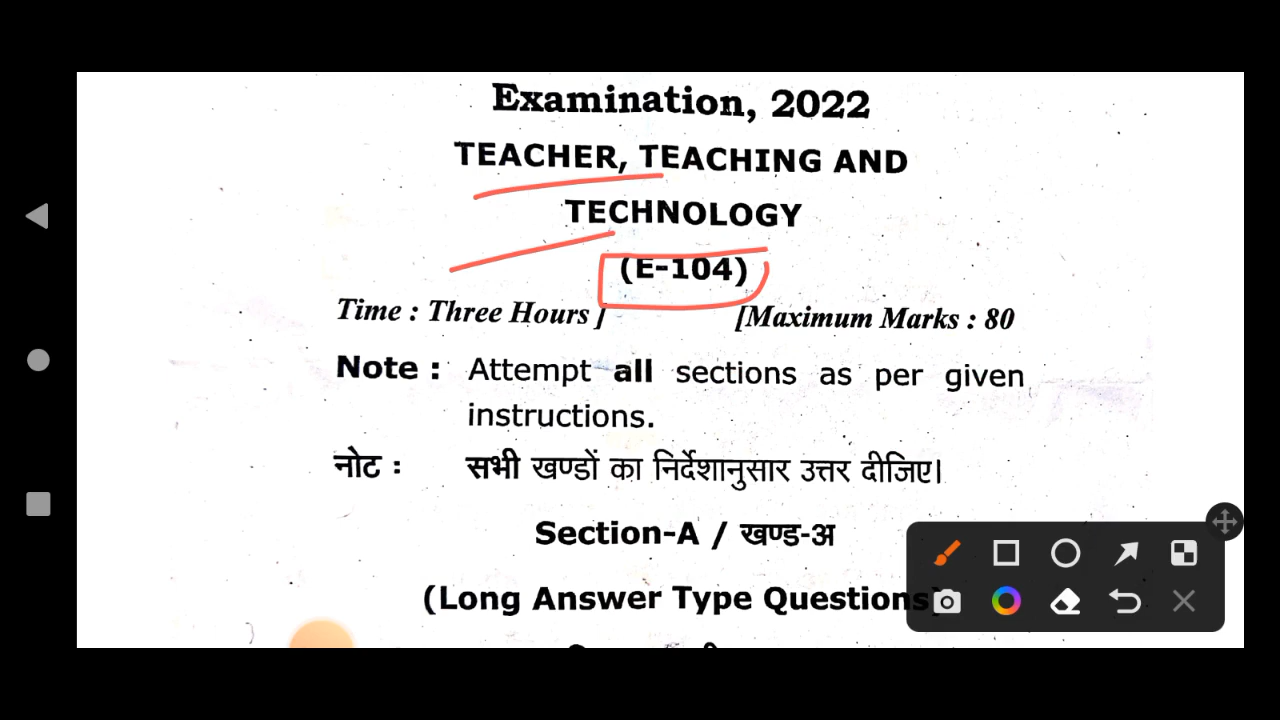 Examination, 2022
TEACHER, TEACHING AND
TECHNOLOGY
(E-104)
Time : Three Hours ] [Maximum Marks : 80
Note : Attempt all sections as per given
instructions.
नोट : सभी खण्डों का निर्देशानुसार उत्तर दीजिए।
Section-A / खण्ड-अ
(Long Answer Type Questions)